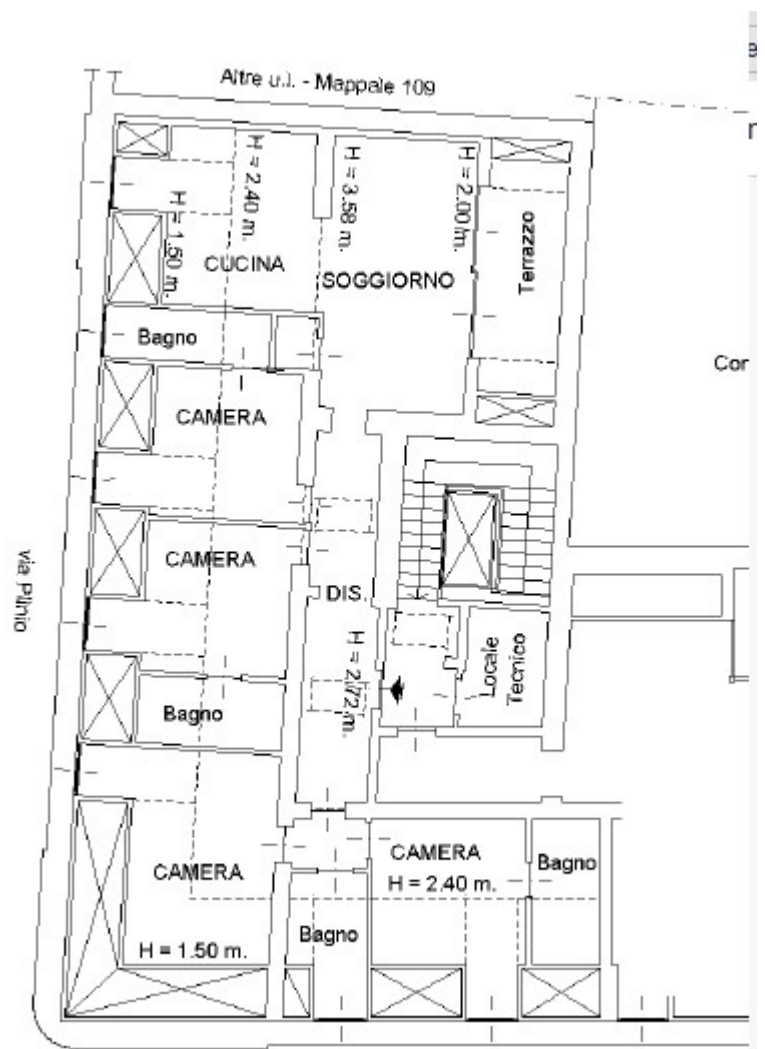 Altre u.i. - Mappale 109
H = 2.40 m.
H = 3.58 m.
H = 2.00 m.
H = 1.50 m.
Terrazzo
CUCINA
SOGGIORNO
Bagno
Cor
CAMERA
CAMERA
via Plinio
DIS.
H = 2.72 m.
Locale
Tecnico
Bagno
CAMERA
CAMERA
Bagno
H = 2.40 m.
Bagno
H = 1.50 m.